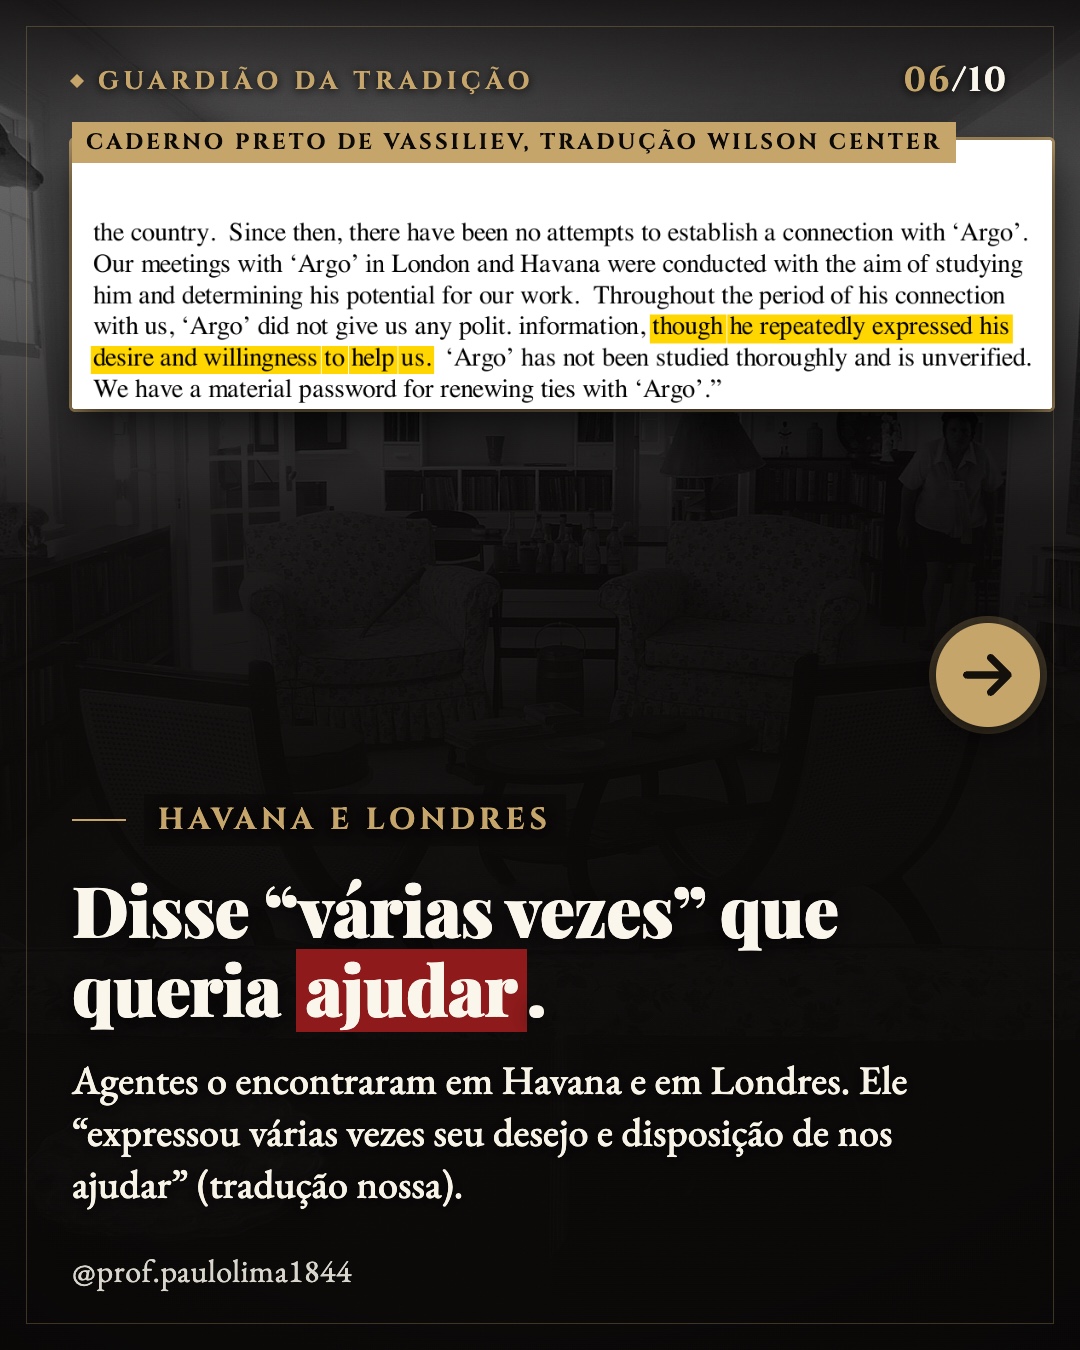 GUARDIÃO DA TRADIÇÃO
06/10
CADERNO PRETO DE VASSILIEV, TRADUÇÃO WILSON CENTER
the country.  Since then, there have been no attempts to establish a connection with ‘Argo’.
Our meetings with ‘Argo’ in London and Havana were conducted with the aim of studying
him and determining his potential for our work.  Throughout the period of his connection
with us, ‘Argo’ did not give us any polit. information, though he repeatedly expressed his
desire and willingness to help us.  ‘Argo’ has not been studied thoroughly and is unverified.
We have a material password for renewing ties with ‘Argo’.”
HAVANA E LONDRES
Disse “várias vezes” que
queria ajudar.
Agentes o encontraram em Havana e em Londres. Ele
“expressou várias vezes seu desejo e disposição de nos
ajudar” (tradução nossa).
@prof.paulolima1844